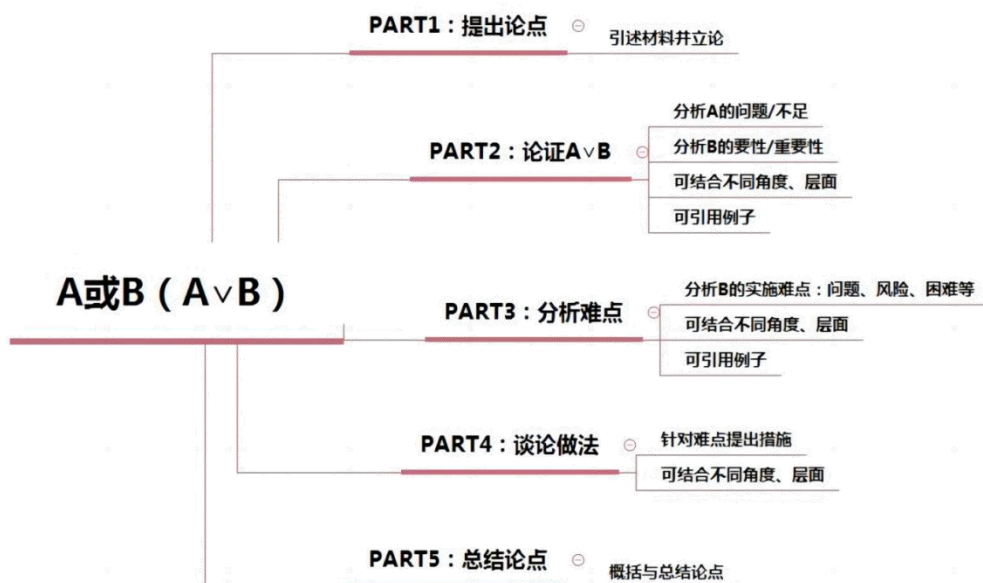 PART1：提出论点
引述材料并立论
PART2：论证A∨B
分析A的问题/不足
分析B的要性/重要性
可结合不同角度、层面
可引用例子
A或B（A∨B）
PART3：分析难点
分析B的实施难点：问题、风险、困难等
可结合不同角度、层面
可引用例子
PART4：谈论做法
针对难点提出措施
可结合不同角度、层面
PART5：总结论点
概括与总结论点